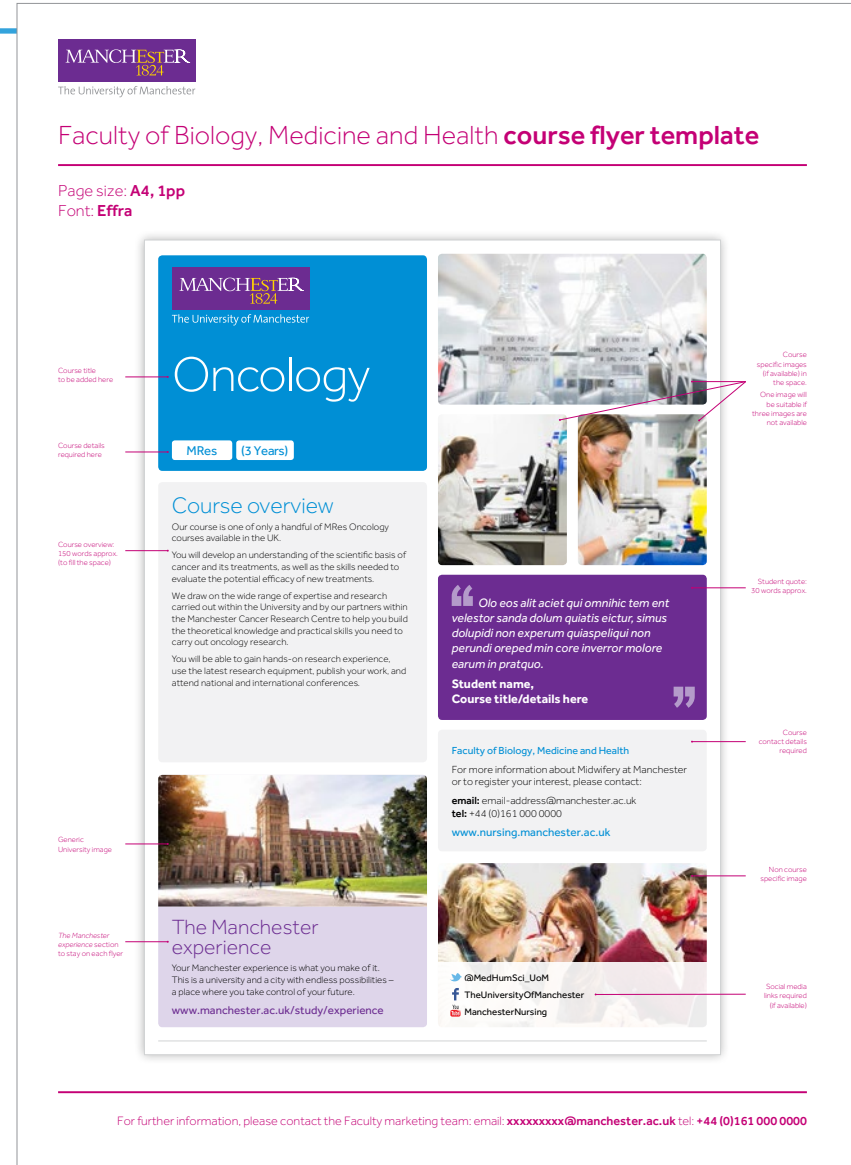 MANCHESTER
1824
The University of Manchester
Faculty of Biology, Medicine and Health course flyer template
Page size: A4, 1pp
Font: Effra
Course title
to be added here
Course details
required here
Course overview:
150 words approx.
(to fill the space)
Generic
University image
The Manchester
experience section
to stay on each flyer
MANCHESTER
1824
The University of Manchester
Oncology
MRes (3 Years)
Course overview
Our course is one of only a handful of MRes Oncology
courses available in the UK.
You will develop an understanding of the scientific basis of
cancer and its treatments, as well as the skills needed to
evaluate the potential efficacy of new treatments.
We draw on the wide range of expertise and research
carried out within the University and by our partners within
the Manchester Cancer Research Centre to help you build
the theoretical knowledge and practical skills you need to
carry out oncology research.
You will be able to gain hands-on research experience,
use the latest research equipment, publish your work, and
attend national and international conferences.
The Manchester
experience
Your Manchester experience is what you make of it.
This is a university and a city with endless possibilities –
a place where you take control of your future.
www.manchester.ac.uk/study/experience
“ Olo eos alit aciet qui omnihic tem ent
velestor sanda dolum quiatis eictur, simus
dolupidi non experum quiaspeliqui non
perundi oreped min core inverror molore
earum in pratquo.
Student name,
Course title/details here ”
Faculty of Biology, Medicine and Health
For more information about Midwifery at Manchester
or to register your interest, please contact:
email: email-address@manchester.ac.uk
tel: +44 (0)161 000 0000
www.nursing.manchester.ac.uk
@MedHumSci_UoM
TheUniversityOfManchester
You Tube ManchesterNursing
Course
specific images
(if available) in
the space.
One image will
be suitable if
three images are
not available
Student quote:
30 words approx.
Course
contact details
required
Non course
specific image
Social media
links required
(if available)
For further information, please contact the Faculty marketing team: email: xxxxxxxxx@manchester.ac.uk tel: +44 (0)161 000 0000